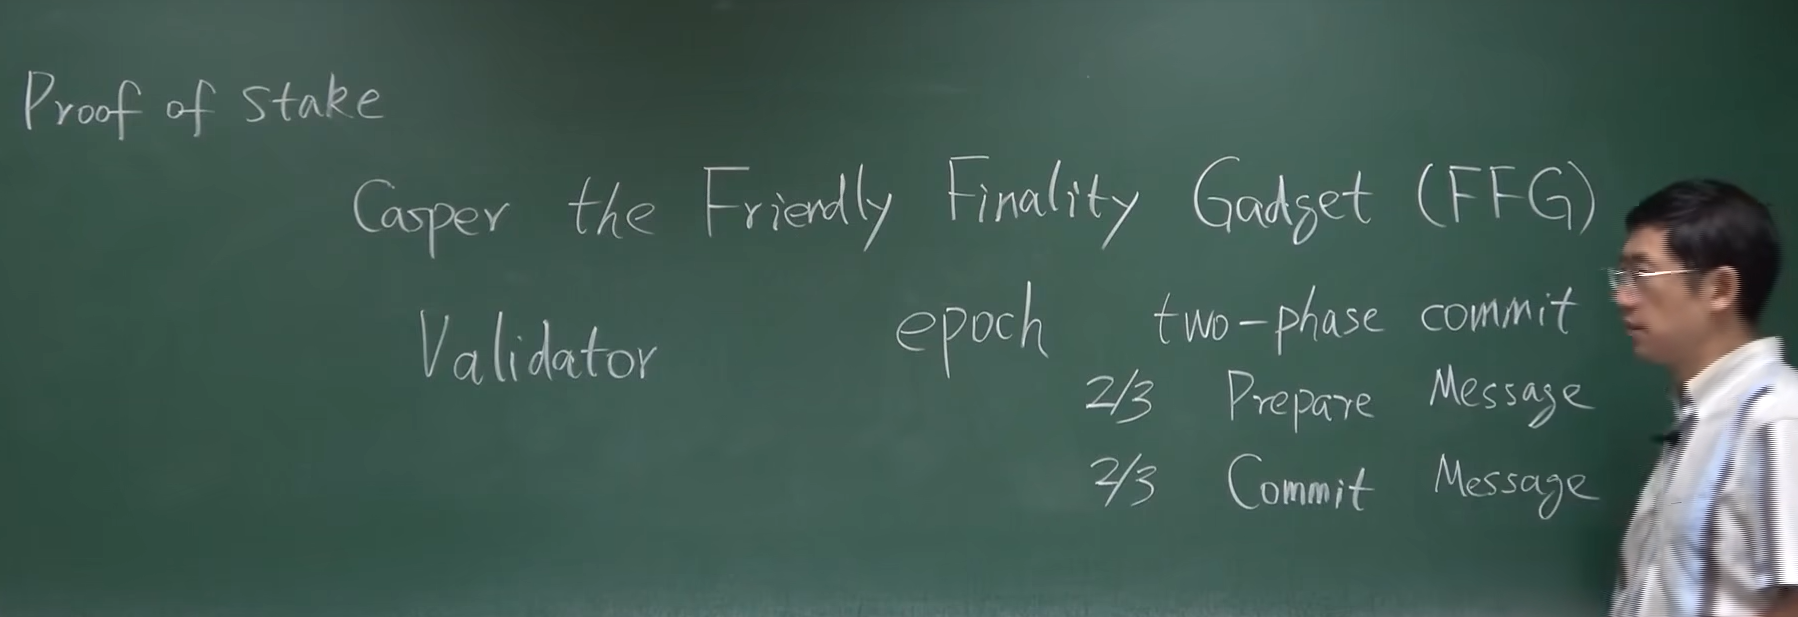 Proof of Stake
Casper the Friendly Finality Gadget (FFG)
Validator epoch two-phase commit
2/3 Prepare Message
2/3 Commit Message